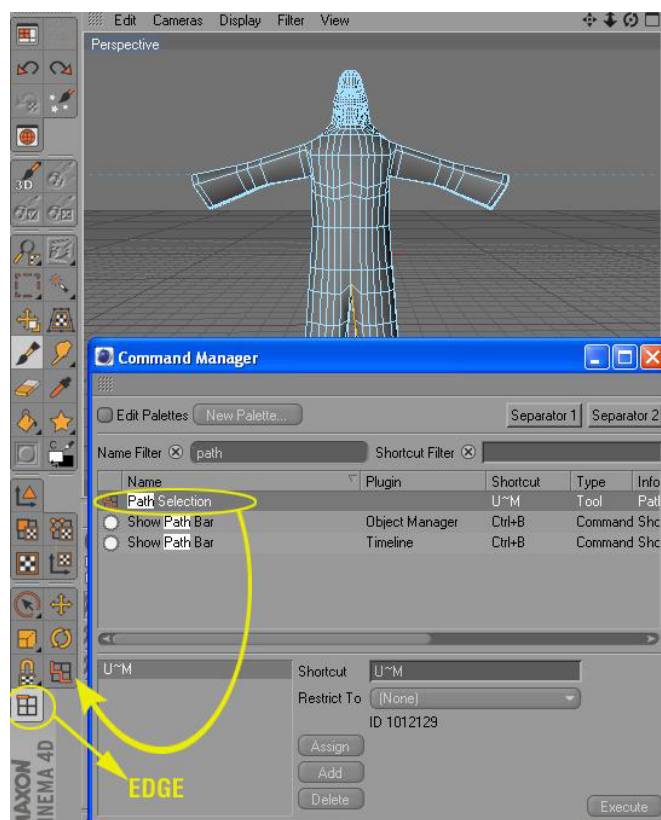 Edit Cameras Display Filter View
Perspective
3D
Command Manager
Edit Palettes New Palette... Separator 1 Separator 2
Name Filter path Shortcut Filter
Name Plugin Shortcut Type Info
Path Selection U~M Tool Path
Show Path Bar Object Manager Ctrl+B Command Sho
Show Path Bar Timeline Ctrl+B Command Sho
U~M Shortcut U~M
Restrict To (None)
ID 1012129
Assign
Add
Delete
Execute
EDGE
MAXON
CINEMA 4D